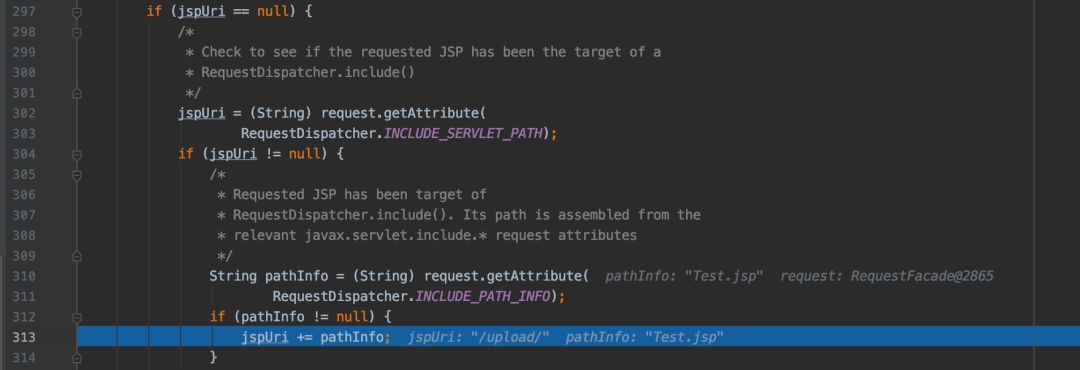 297 if (jspUri == null) {
298 /*
299 * Check to see if the requested JSP has been the target of a
300 * RequestDispatcher.include()
301 */
302 jspUri = (String) request.getAttribute(
303 RequestDispatcher.INCLUDE_SERVLET_PATH);
304 if (jspUri != null) {
305 /*
306 * Requested JSP has been target of
307 * RequestDispatcher.include(). Its path is assembled from the
308 * relevant javax.servlet.include.* request attributes
309 */
310 String pathInfo = (String) request.getAttribute( pathInfo: "Test.jsp" request: RequestFacade@2865
311 RequestDispatcher.INCLUDE_PATH_INFO);
312 if (pathInfo != null) {
313 jspUri += pathInfo; jspUri: "/upload/" pathInfo: "Test.jsp"
314 }